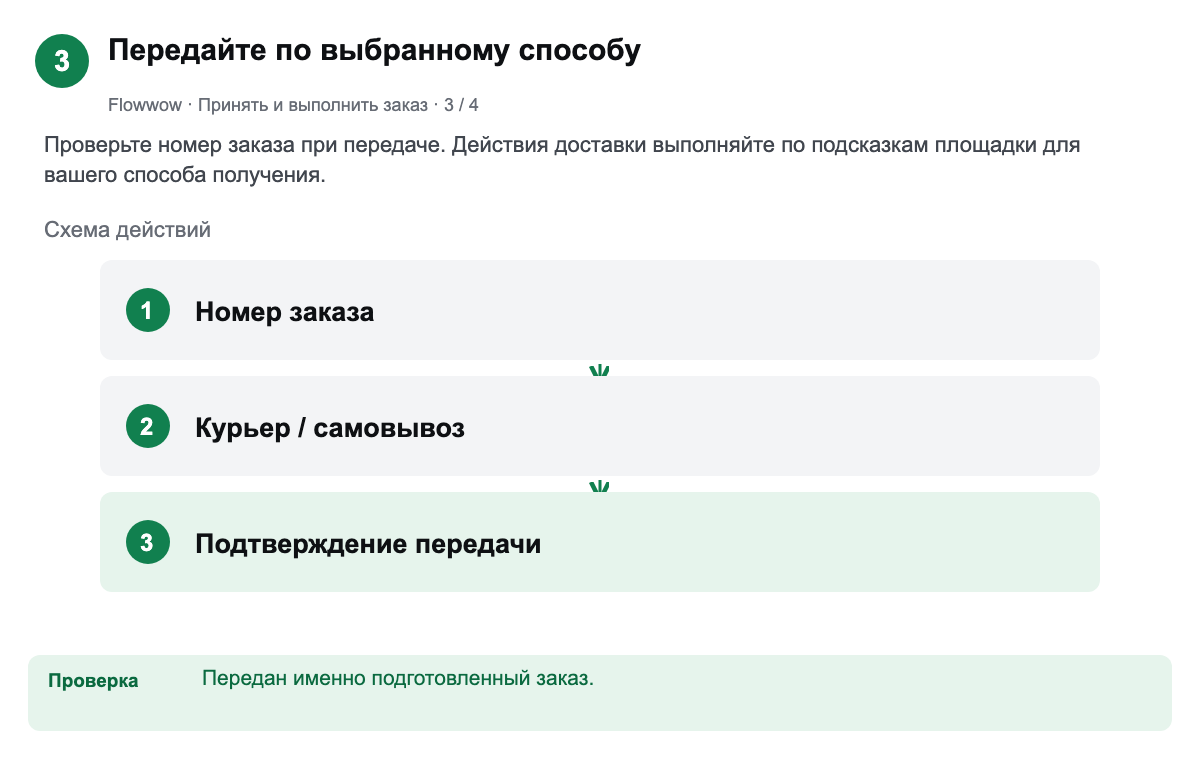 3
Передайте по выбранному способу
Flowwow · Принять и выполнить заказ · 3 / 4
Проверьте номер заказа при передаче. Действия доставки выполняйте по подсказкам площадки для
вашего способа получения.
Схема действий
1 Номер заказа
2 Курьер / самовывоз
3 Подтверждение передачи
Проверка Передан именно подготовленный заказ.